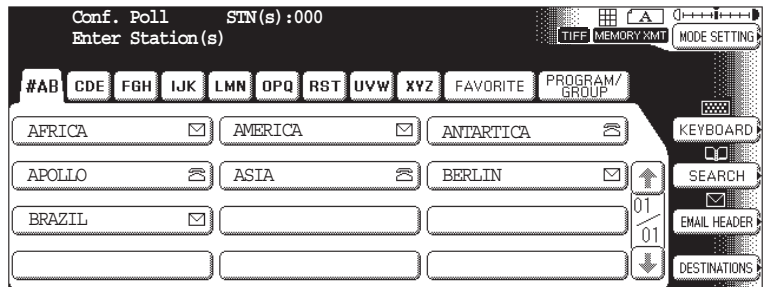 Conf. Poll STN(s):000
Enter Station(s)
A
TIFF MEMORY XMT MODE SETTING
#AB CDE FGH IJK LMN OPQ RST UVW XYZ FAVORITE PROGRAM/GROUP
AFRICA AMERICA ANTARTICA KEYBOARD
APOLLO ASIA BERLIN SEARCH
BRAZIL 01/01 EMAIL HEADER
DESTINATIONS